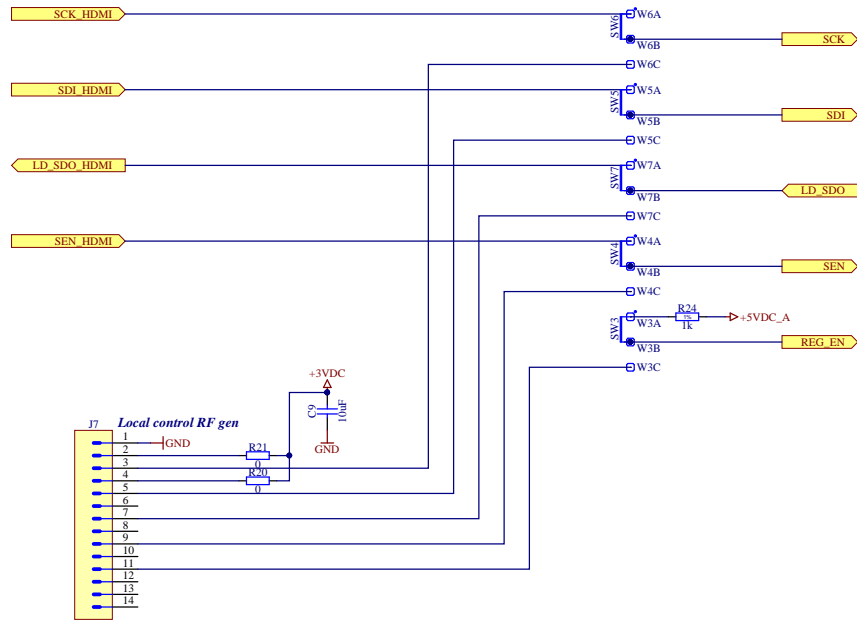 SCK_HDMI
W6A
SW6
W6B
SCK
W6C
SDI_HDMI
W5A
SW5
W5B
SDI
W5C
LD_SDO_HDMI
W7A
SW7
W7B
LD_SDO
W7C
SEN_HDMI
W4A
SW4
W4B
SEN
W4C
R24
W3A
1%
1k
+5VDC_A
SW3
W3B
REG_EN
W3C
+3VDC
C9
10uF
GND
J7
Local control RF gen
1
GND
2
R21
0
3
R20
4
0
5
6
7
8
9
10
11
12
13
14